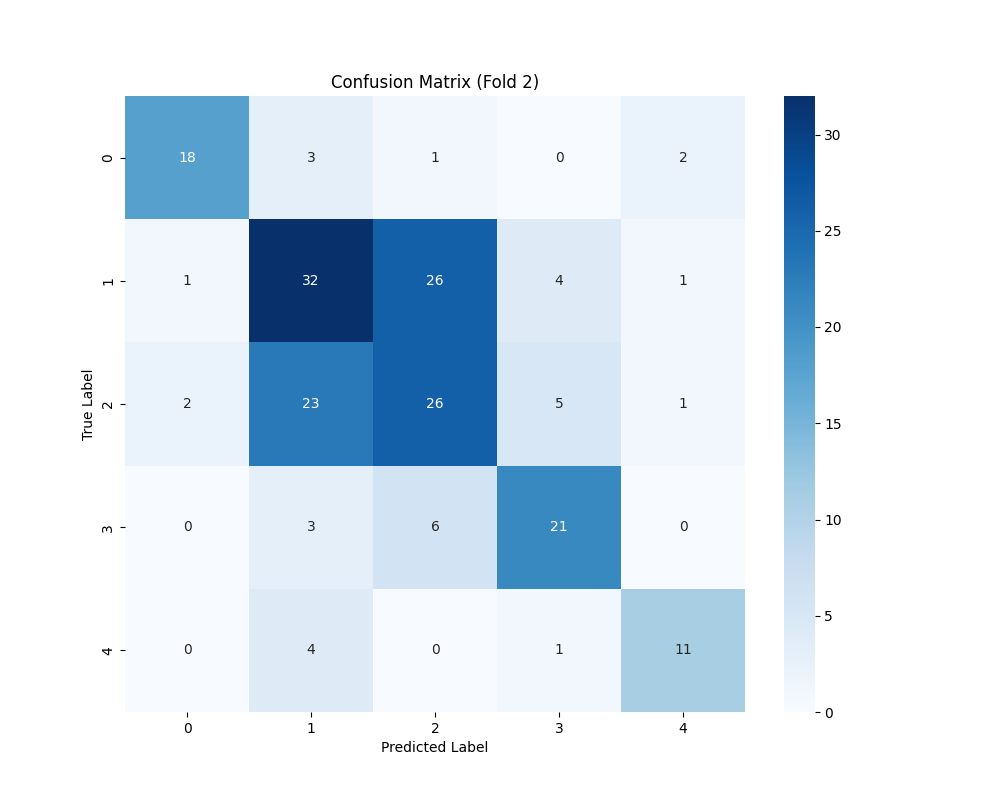 Confusion Matrix (Fold 2)
True Label
0 18 3 1 0 2
1 1 32 26 4 1
2 2 23 26 5 1
3 0 3 6 21 0
4 0 4 0 1 11
0 1 2 3 4
Predicted Label
30
25
20
15
10
5
0